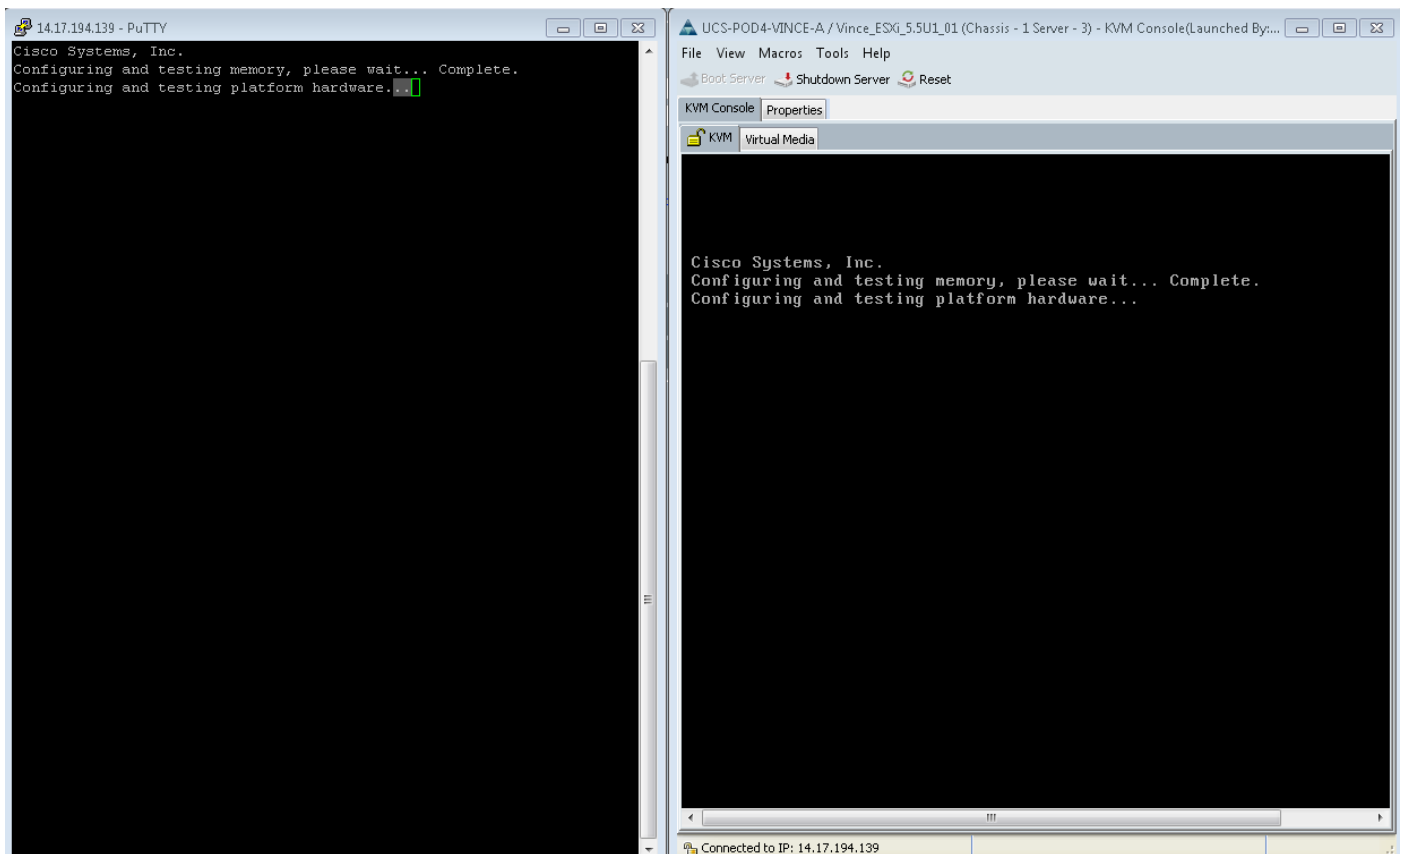 14.17.194.139 - PuTTY
Cisco Systems, Inc.
Configuring and testing memory, please wait... Complete.
Configuring and testing platform hardware...
UCS-POD4-VINCE-A / Vince_ESXi_5.5U1_01 (Chassis - 1 Server - 3) - KVM Console(Launched By:...
File View Macros Tools Help
Boot Server Shutdown Server Reset
KVM Console Properties
KVM Virtual Media
Cisco Systems, Inc.
Configuring and testing memory, please wait... Complete.
Configuring and testing platform hardware...
Connected to IP: 14.17.194.139